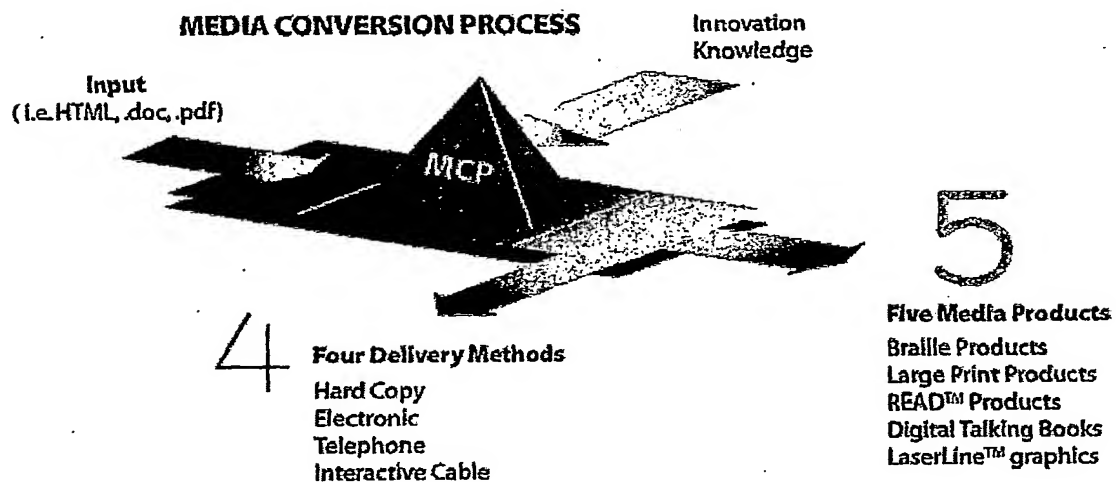 MEDIA CONVERSION PROCESS
Innovation
Knowledge
Input
(i.e. HTML, .doc, .pdf)
MCP
5
Five Media Products
Braille Products
Large Print Products
READ™ Products
Digital Talking Books
LaserLine™ graphics
4
Four Delivery Methods
Hard Copy
Electronic
Telephone
Interactive Cable